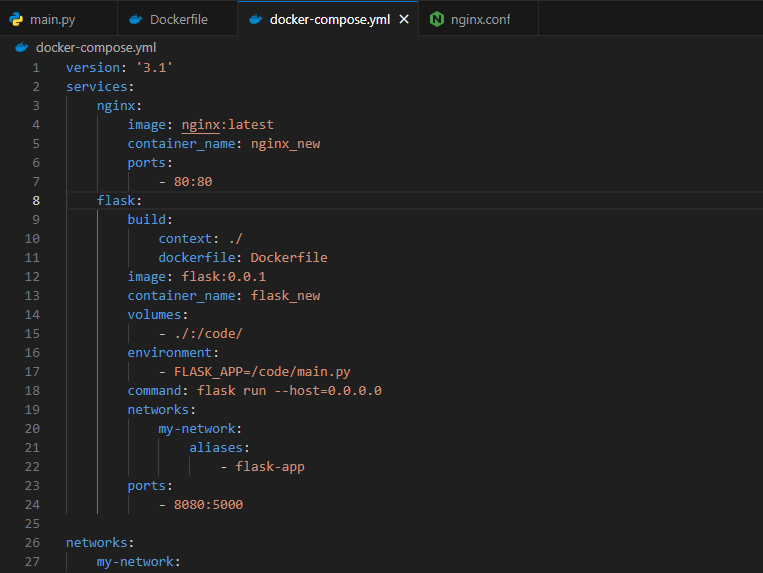 main.py Dockerfile docker-compose.yml nginx.conf
docker-compose.yml
1 version: '3.1'
2 services:
3     nginx:
4         image: nginx:latest
5         container_name: nginx_new
6         ports:
7             - 80:80
8     flask:
9         build:
10             context: ./
11             dockerfile: Dockerfile
12         image: flask:0.0.1
13         container_name: flask_new
14         volumes:
15             - ./:/code/
16         environment:
17             - FLASK_APP=/code/main.py
18         command: flask run --host=0.0.0.0
19         networks:
20             my-network:
21                 aliases:
22                     - flask-app
23         ports:
24             - 8080:5000
25
26 networks:
27     my-network: